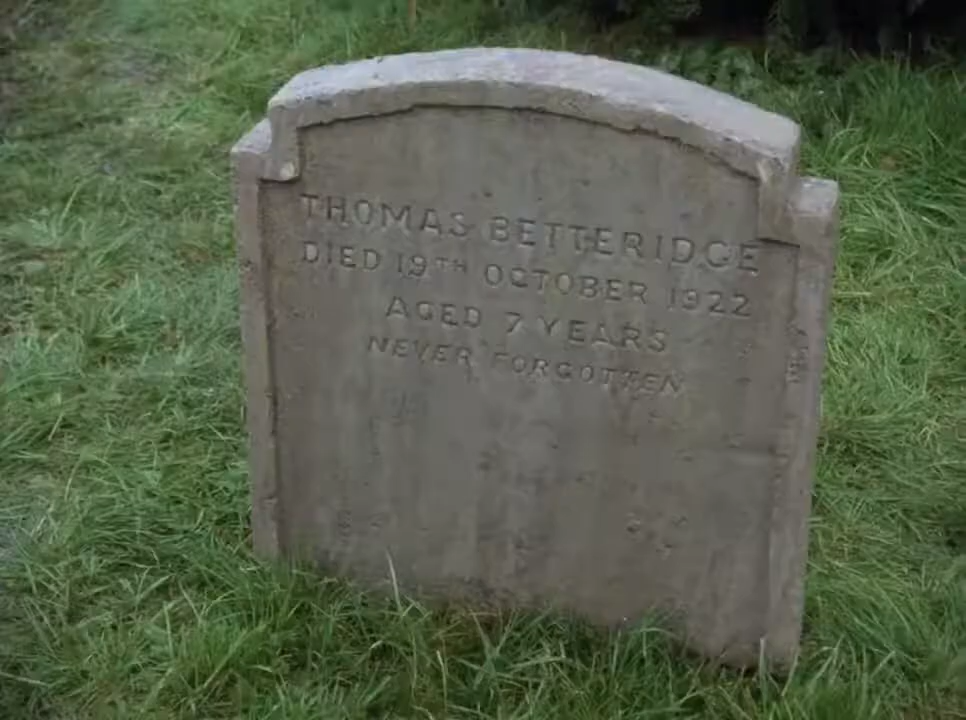 THOMAS BETTERIDGE
DIED 19TH OCTOBER 1922
AGED 7 YEARS
NEVER FORGOTTEN